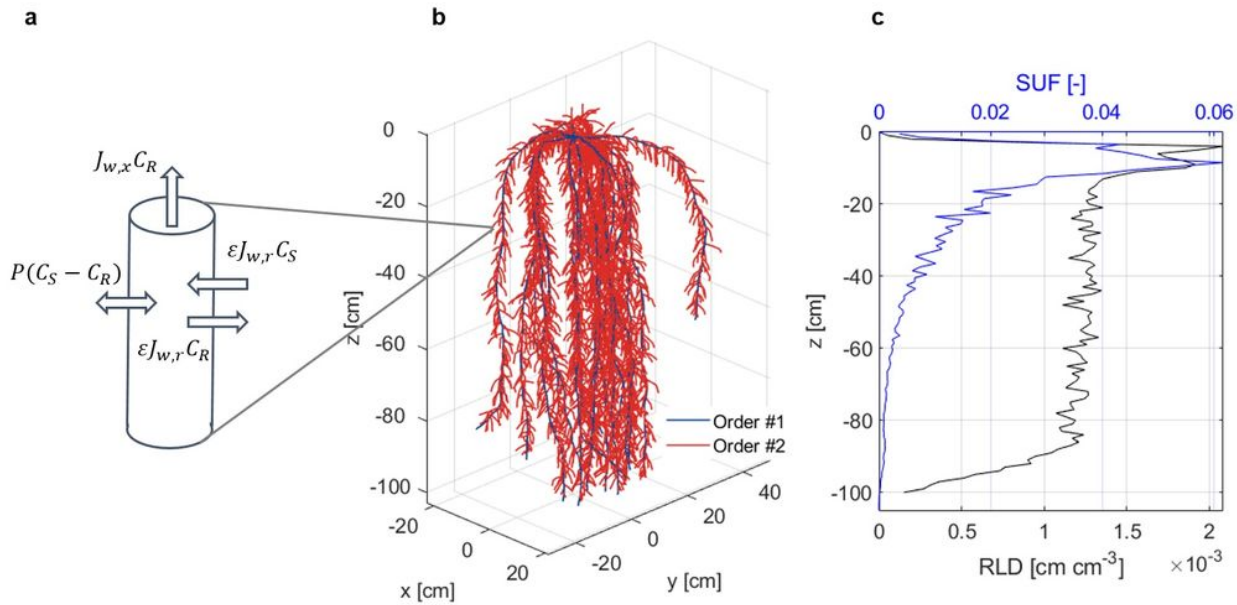 a
b
c
J_{w,x}C_R
P(C_S − C_R)
εJ_{w,r}C_S
εJ_{w,r}C_R
0
-20
-40
-60
-80
-100
z [cm]
-20
0
20
x [cm]
-20
0
20
40
y [cm]
Order #1
Order #2
SUF [-]
0 0.02 0.04 0.06
0
-20
-40
-60
-80
-100
z [cm]
0 0.5 1 1.5 2
RLD [cm cm⁻³] ×10⁻³